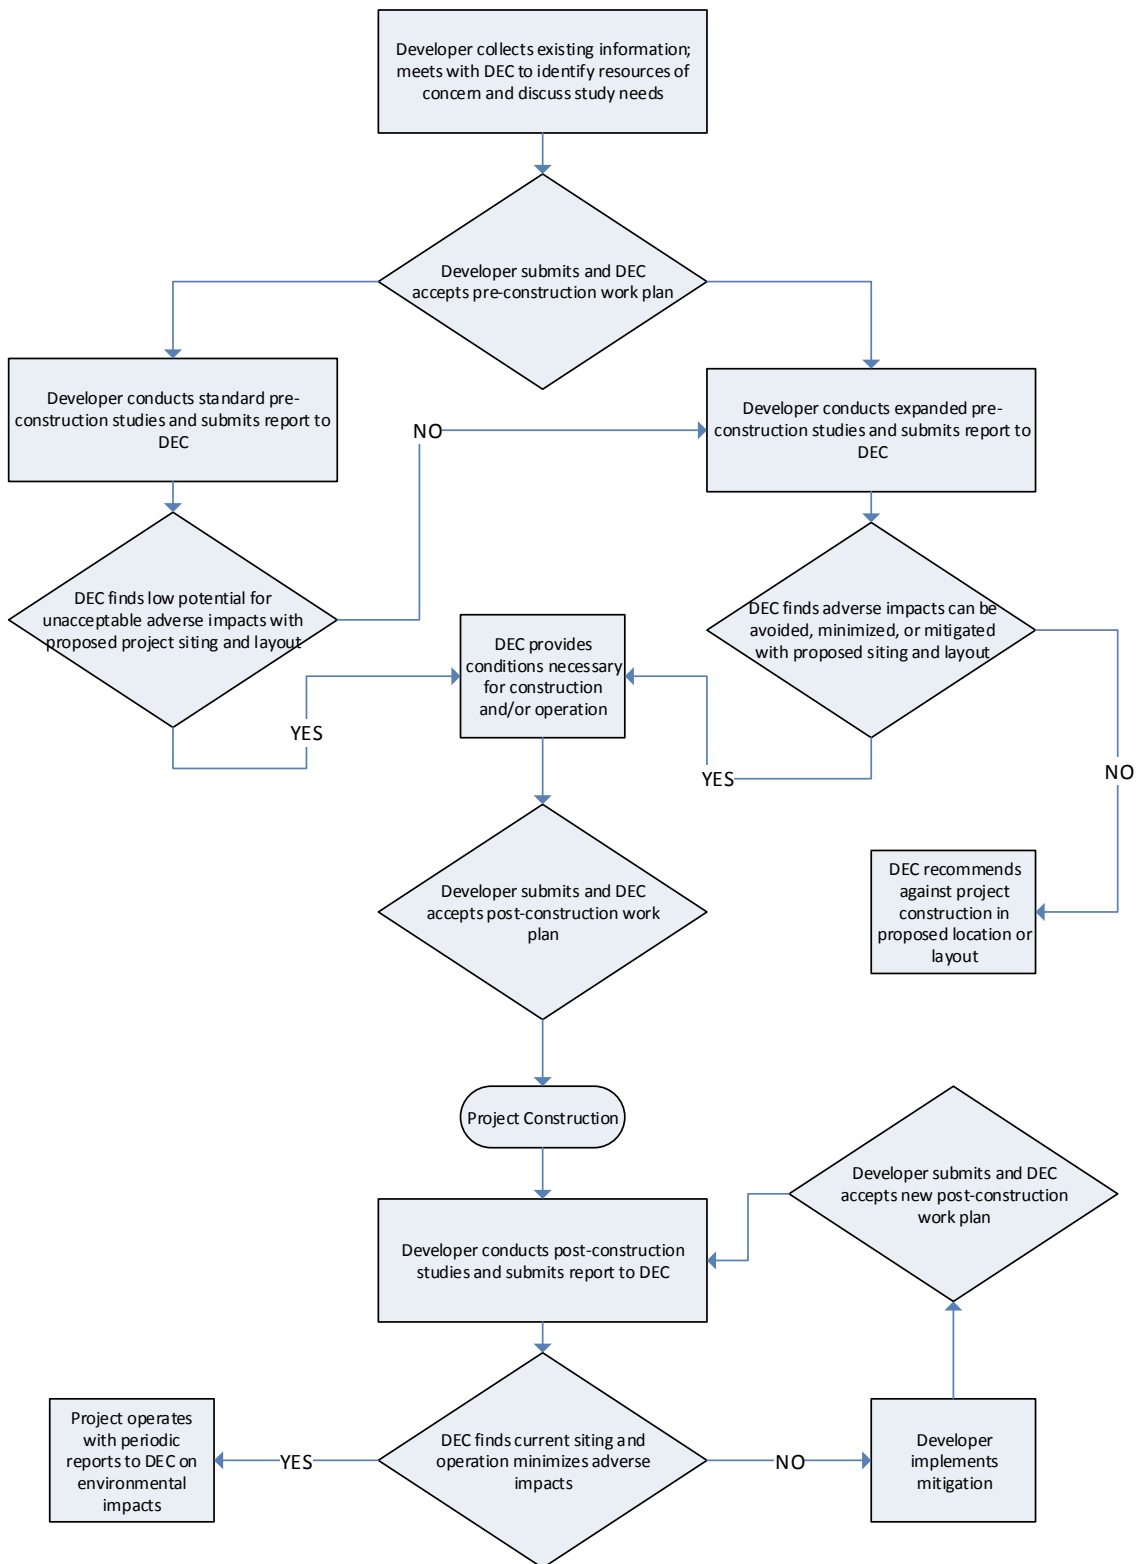 Developer collects existing information;
meets with DEC to identify resources of
concern and discuss study needs
Developer submits and DEC
accepts pre-construction work plan
Developer conducts standard pre-
construction studies and submits report to
DEC
NO
Developer conducts expanded pre-
construction studies and submits report to
DEC
DEC finds low potential for
unacceptable adverse impacts with
proposed project siting and layout
DEC provides
conditions necessary
for construction
and/or operation
DEC finds adverse impacts can be
avoided, minimized, or mitigated
with proposed siting and layout
YES
YES
NO
Developer submits and DEC
accepts post-construction work
plan
DEC recommends
against project
construction in
proposed location or
layout
Project Construction
Developer submits and DEC
accepts new post-construction
work plan
Developer conducts post-construction
studies and submits report to DEC
Project operates
with periodic
reports to DEC on
environmental
impacts
YES
DEC finds current siting and
operation minimizes adverse
impacts
NO
Developer
implements
mitigation